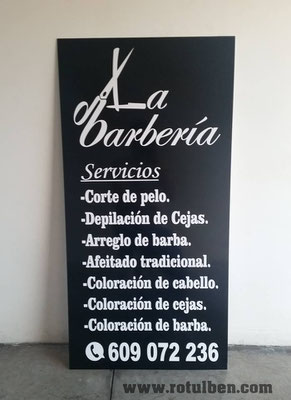 La
barbería
Servicios
-Corte de pelo.
-Depilación de Cejas.
-Arreglo de barba.
-Afeitado tradicional.
-Coloración de cabello.
-Coloración de cejas.
-Coloración de barba.
609 072 236
www.rotulben.com